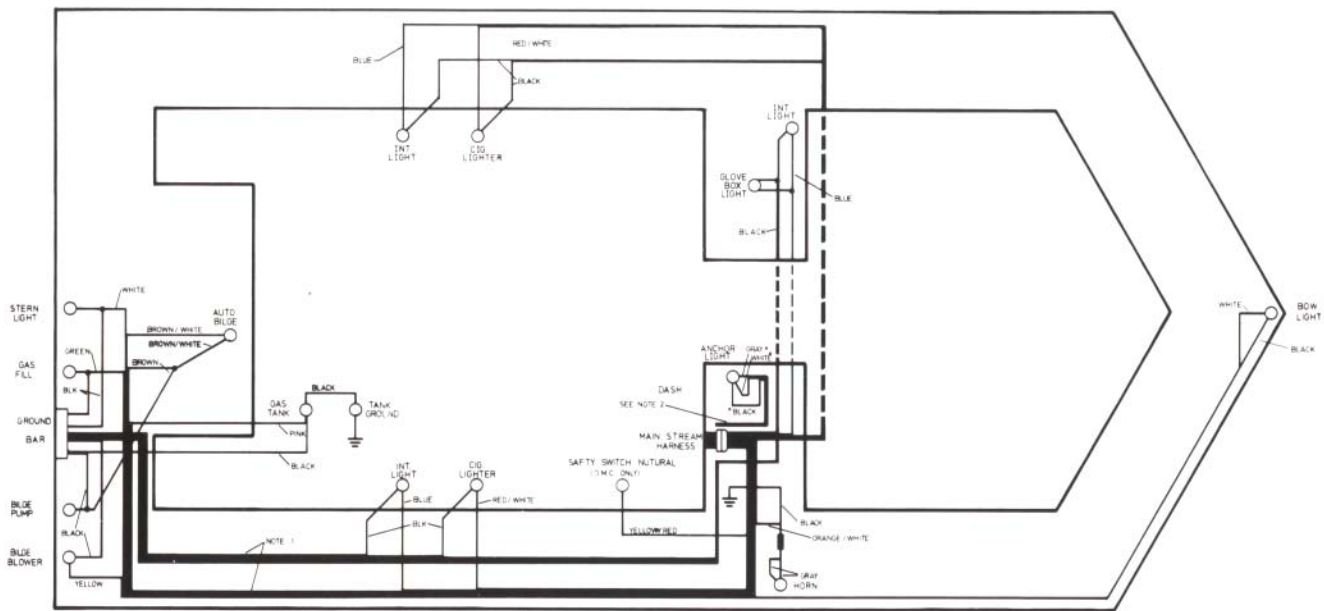 RED/WHITE
BLUE
BLACK
INT
LIGHT
CIG
LIGHTER
INT
LIGHT
GLOVE
BOX
LIGHT
BLUE
BLACK
STERN
LIGHT
WHITE
AUTO
BILGE
BROWN/WHITE
BROWN/WHITE
WHITE
BOW
LIGHT
BLACK
GAS
FILL
GREEN
BROWN
BLK
ANCHOR
LIGHT
GRAY*
WHITE*
*BLACK
DASH
SEE NOTE 2
GROUND
BAR
GAS
TANK
BLACK
TANK
GROUND
PINK
BLACK
MAIN STREAM
HARNESS
INT
LIGHT
CIG
LIGHTER
SAFTY SWITCH NUTURAL
BLUE
RED/WHITE
BLK
BILDE
PUMP
BLACK
BILDE
BLOWER
YELLOW
NOTE 1
YELLOW/RED
BLACK
ORANGE/WHITE
GRAY
HORN